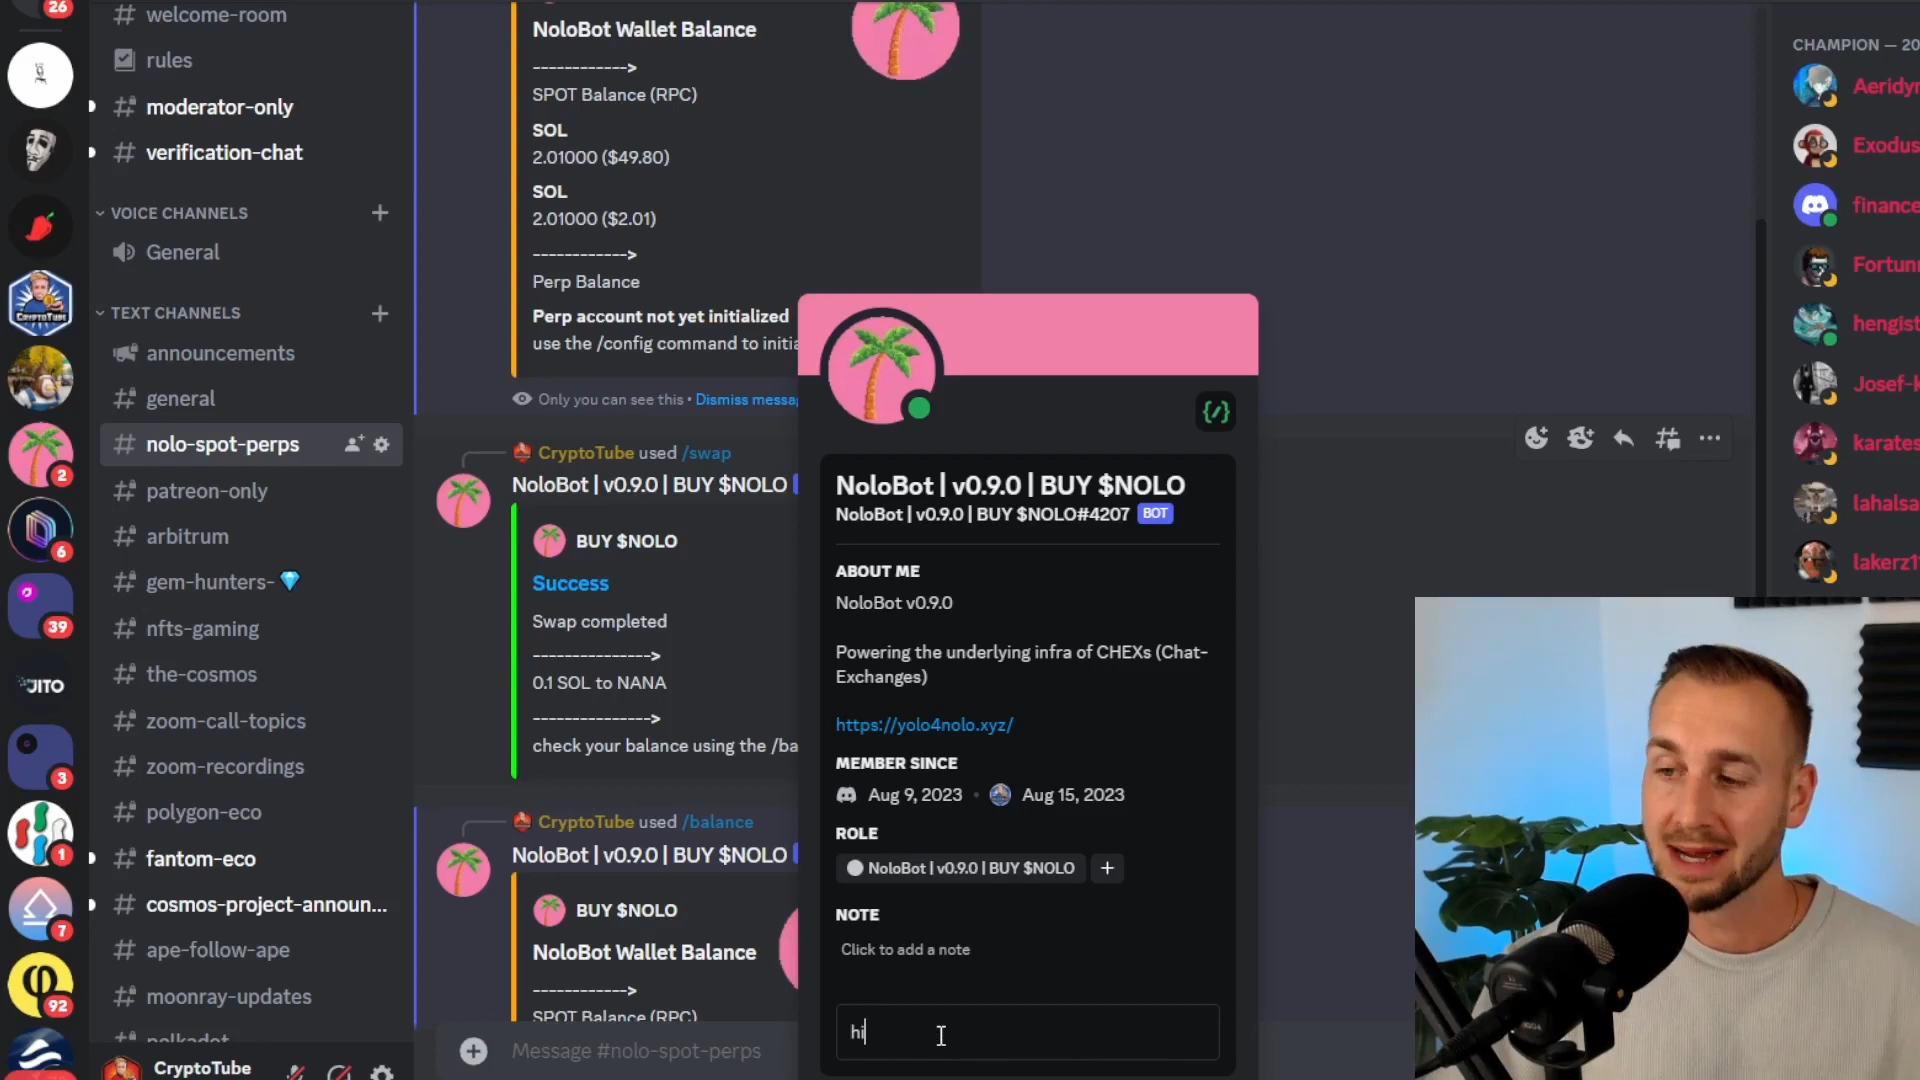 26
# welcome-room
rules
# moderator-only
# verification-chat
VOICE CHANNELS +
General
TEXT CHANNELS +
announcements
# general
# nolo-spot-perps
# patreon-only
# arbitrum
# gem-hunters-💎
# nfts-gaming
# the-cosmos
# zoom-call-topics
# zoom-recordings
# polygon-eco
# fantom-eco
# cosmos-project-announ...
# ape-follow-ape
# moonray-updates
CryptoTube
CRYPTOTUBE
2
6
39
JITO
3
1
7
92
NoloBot Wallet Balance
------------>
SPOT Balance (RPC)
SOL
2.01000 ($49.80)
SOL
2.01000 ($2.01)
------------>
Perp Balance
Perp account not yet initialized
use the /config command to initia
Only you can see this • Dismiss messa
CryptoTube used /swap
NoloBot | v0.9.0 | BUY $NOLO
BUY $NOLO
Success
Swap completed
--------------->
0.1 SOL to NANA
--------------->
check your balance using the /ba
CryptoTube used /balance
NoloBot | v0.9.0 | BUY $NOLO
BUY $NOLO
NoloBot Wallet Balance
------------>
SPOT Balance (RPC)
Message #nolo-spot-perps
NoloBot | v0.9.0 | BUY $NOLO
NoloBot | v0.9.0 | BUY $NOLO#4207 BOT
ABOUT ME
NoloBot v0.9.0
Powering the underlying infra of CHEXs (Chat-
Exchanges)
https://yolo4nolo.xyz/
MEMBER SINCE
Aug 9, 2023 • Aug 15, 2023
ROLE
NoloBot | v0.9.0 | BUY $NOLO +
NOTE
Click to add a note
hi
CHAMPION — 20
Aeridyn
Exodus
finance
Fortun
hengist
Josef-k
karates
lahalsa
lakerz1